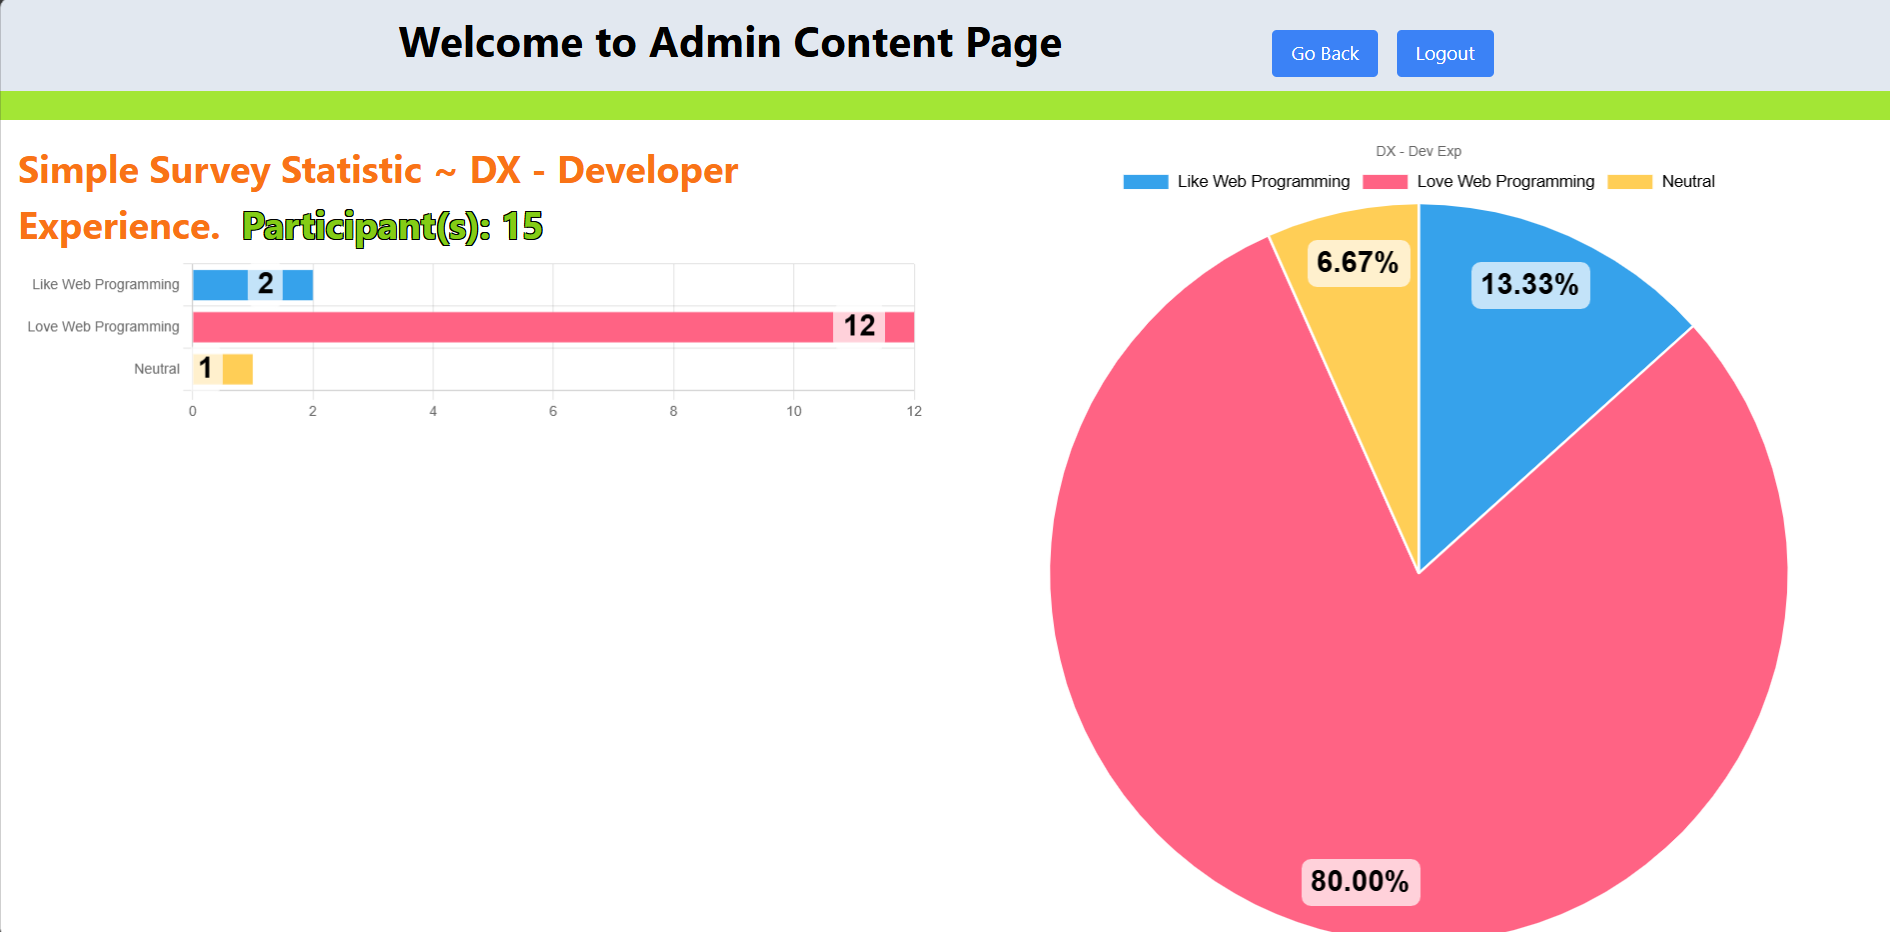 Welcome to Admin Content Page
Go Back
Logout
Simple Survey Statistic ~ DX - Developer
Experience. Participant(s): 15
Like Web Programming
2
Love Web Programming
12
Neutral
1
0 2 4 6 8 10 12
DX - Dev Exp
Like Web Programming Love Web Programming Neutral
6.67%
13.33%
80.00%